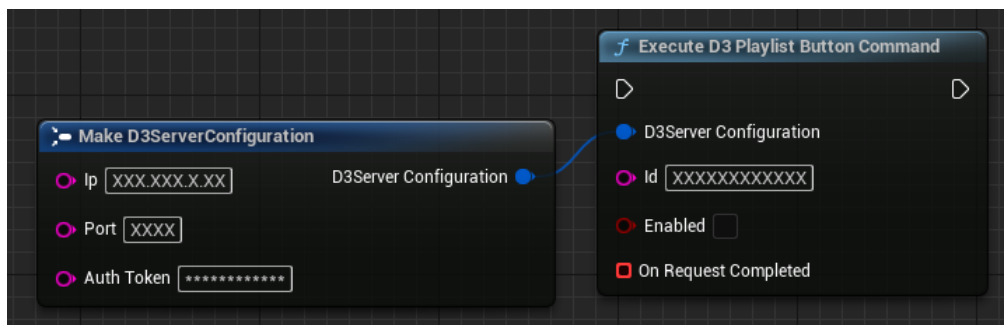 Make D3ServerConfiguration
Ip XXX.XXX.X.XX
D3Server Configuration
Port XXXX
Auth Token ************
f Execute D3 Playlist Button Command
D3Server Configuration
Id XXXXXXXXXXXX
Enabled
On Request Completed